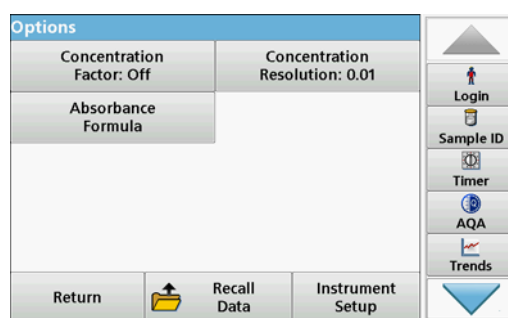 Options
Concentration
Factor: Off
Concentration
Resolution: 0.01
Absorbance
Formula
Return
Recall
Data
Instrument
Setup
Login
Sample ID
Timer
AQA
Trends